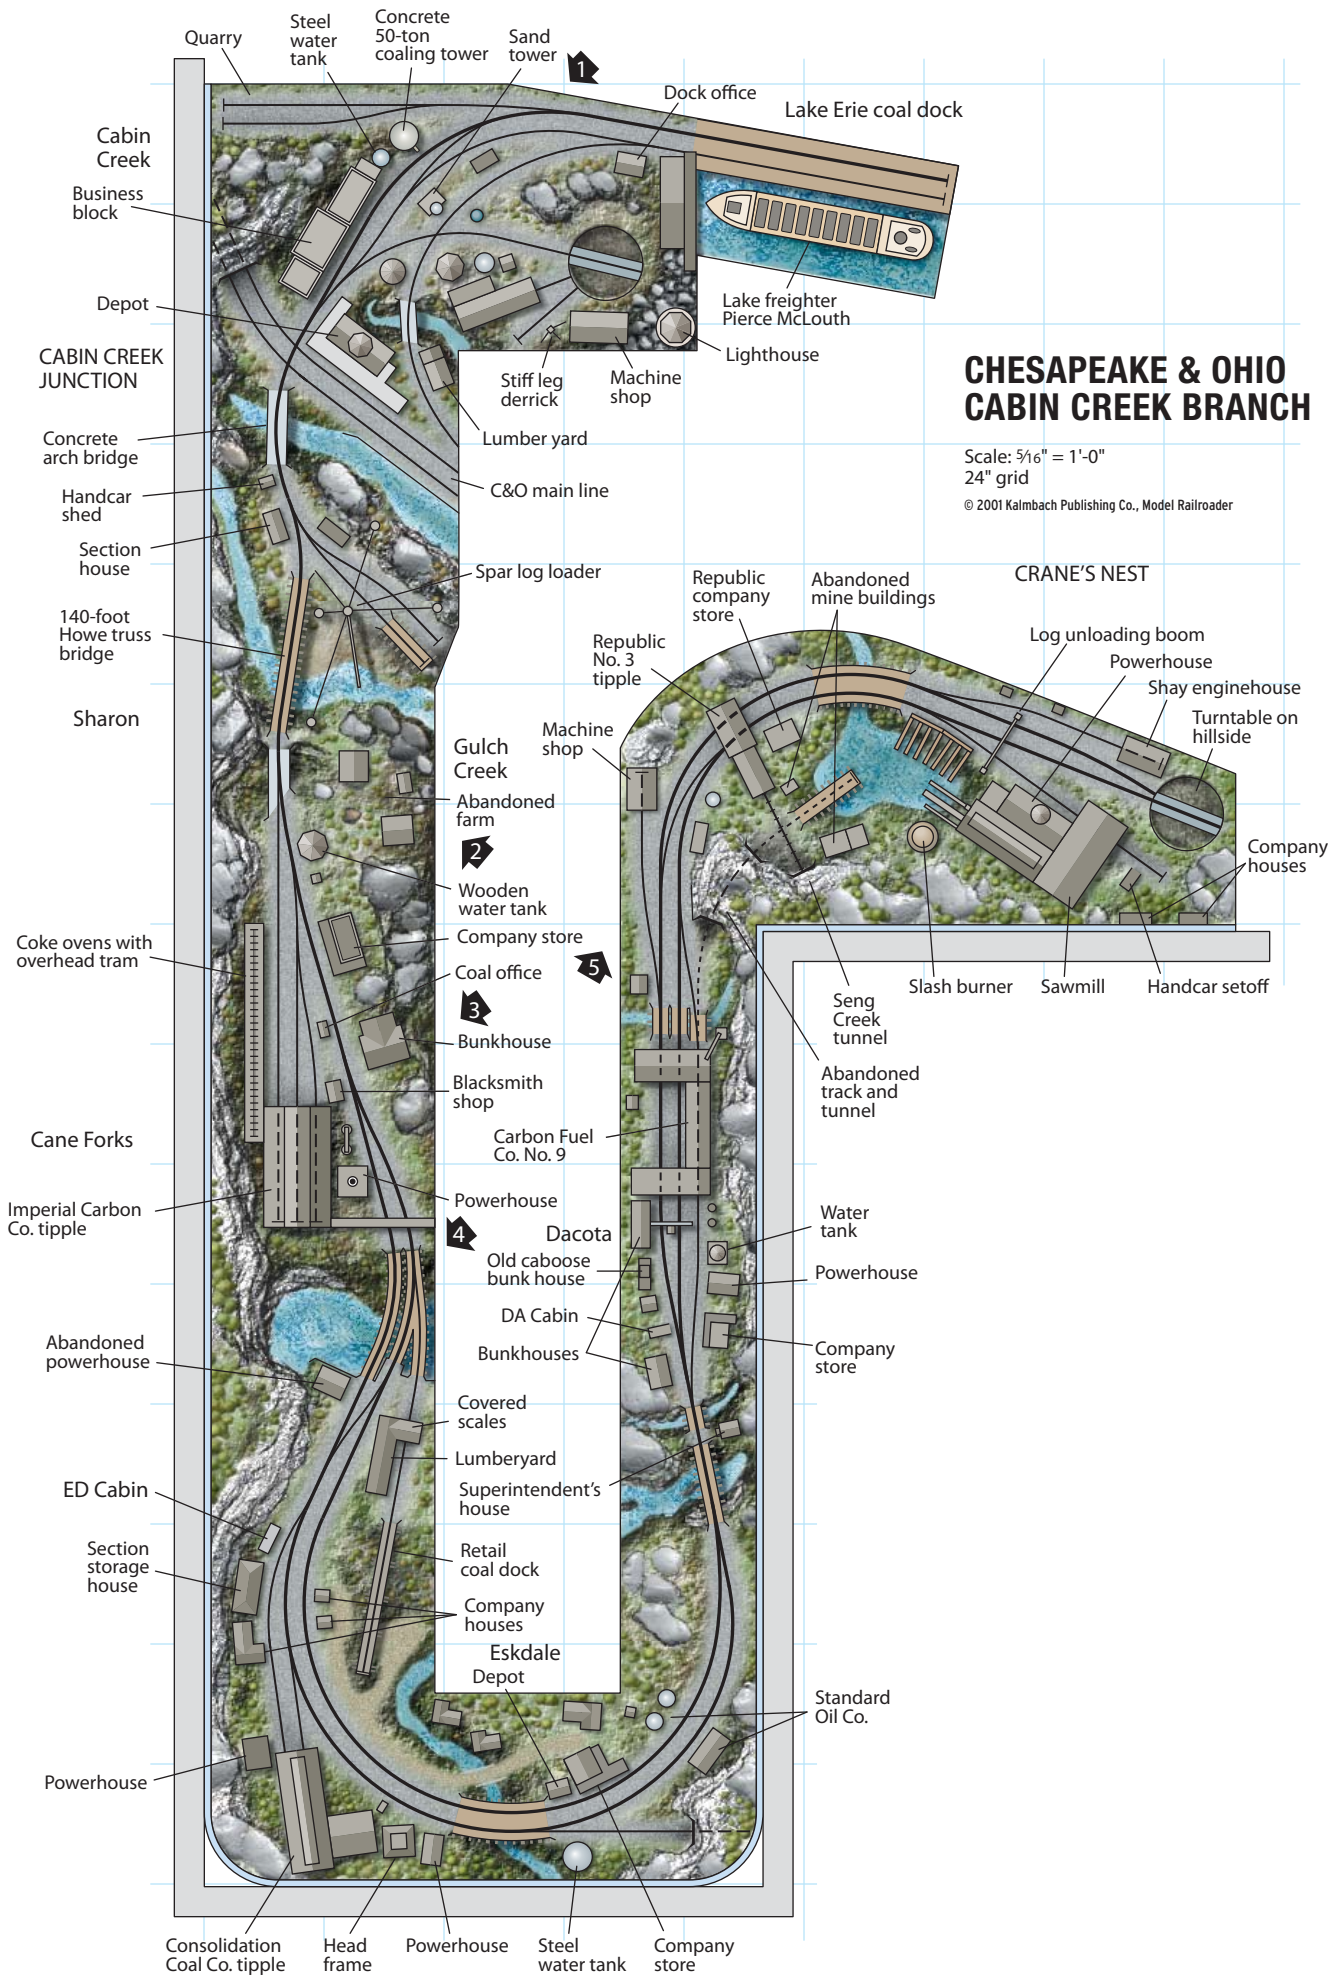 Quarry
Steel
water
tank
Concrete
50-ton
coaling tower
Sand
tower
1
Dock office
Lake Erie coal dock
Cabin
Creek
Business
block
Depot
CABIN CREEK
JUNCTION
Lake freighter
Pierce McLouth
Lighthouse
Stiff leg
derrick
Machine
shop
Lumber yard
CHESAPEAKE & OHIO
CABIN CREEK BRANCH
Scale: 5/16" = 1'-0"
24" grid
© 2001 Kalmbach Publishing Co., Model Railroader
Concrete
arch bridge
C&O main line
Handcar
shed
Section
house
Spar log loader
140-foot
Howe truss
bridge
Sharon
Republic
company
store
Abandoned
mine buildings
CRANE'S NEST
Republic
No. 3
tipple
Log unloading boom
Powerhouse
Shay enginehouse
Turntable on
hillside
Machine
shop
Gulch
Creek
Abandoned
farm
2
Wooden
water tank
Company
houses
Coke ovens with
overhead tram
Company store
5
Coal office
3
Bunkhouse
Slash burner
Sawmill
Handcar setoff
Seng
Creek
tunnel
Abandoned
track and
tunnel
Blacksmith
shop
Cane Forks
Carbon Fuel
Co. No. 9
Imperial Carbon
Co. tipple
Powerhouse
4
Dacota
Water
tank
Old caboose
bunk house
Powerhouse
DA Cabin
Bunkhouses
Company
store
Abandoned
powerhouse
Covered
scales
Lumberyard
ED Cabin
Superintendent's
house
Section
storage
house
Retail
coal dock
Company
houses
Eskdale
Depot
Standard
Oil Co.
Powerhouse
Consolidation
Coal Co. tipple
Head
frame
Powerhouse
Steel
water tank
Company
store